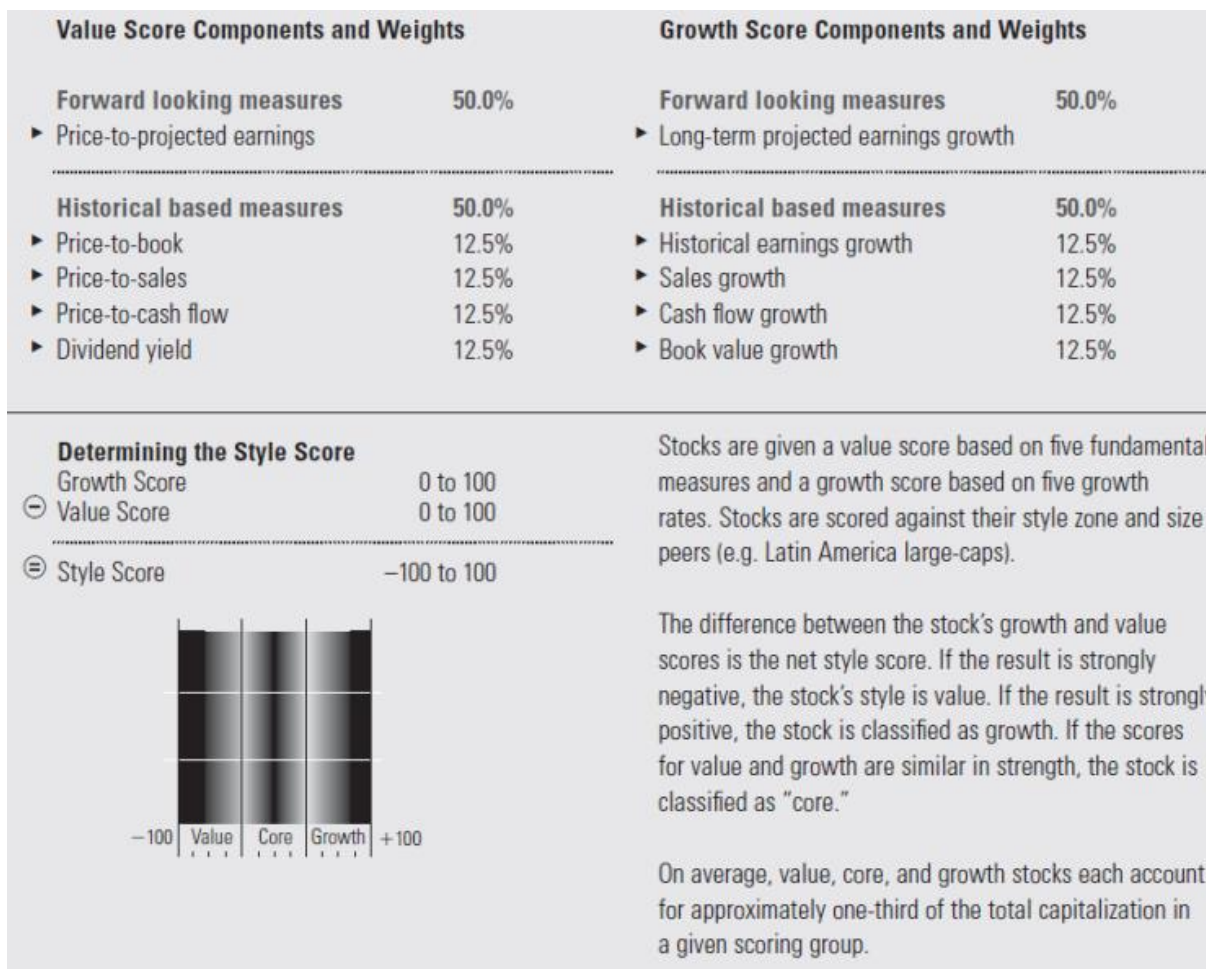 Value Score Components and Weights
Forward looking measures 50.0%
► Price-to-projected earnings
Historical based measures 50.0%
► Price-to-book 12.5%
► Price-to-sales 12.5%
► Price-to-cash flow 12.5%
► Dividend yield 12.5%
Growth Score Components and Weights
Forward looking measures 50.0%
► Long-term projected earnings growth
Historical based measures 50.0%
► Historical earnings growth 12.5%
► Sales growth 12.5%
► Cash flow growth 12.5%
► Book value growth 12.5%
Determining the Style Score
Growth Score 0 to 100
⊖ Value Score 0 to 100
⊜ Style Score −100 to 100
−100 Value Core Growth +100
Stocks are given a value score based on five fundamental
measures and a growth score based on five growth
rates. Stocks are scored against their style zone and size
peers (e.g. Latin America large-caps).
The difference between the stock’s growth and value
scores is the net style score. If the result is strongly
negative, the stock’s style is value. If the result is strongly
positive, the stock is classified as growth. If the scores
for value and growth are similar in strength, the stock is
classified as “core.”
On average, value, core, and growth stocks each account
for approximately one-third of the total capitalization in
a given scoring group.